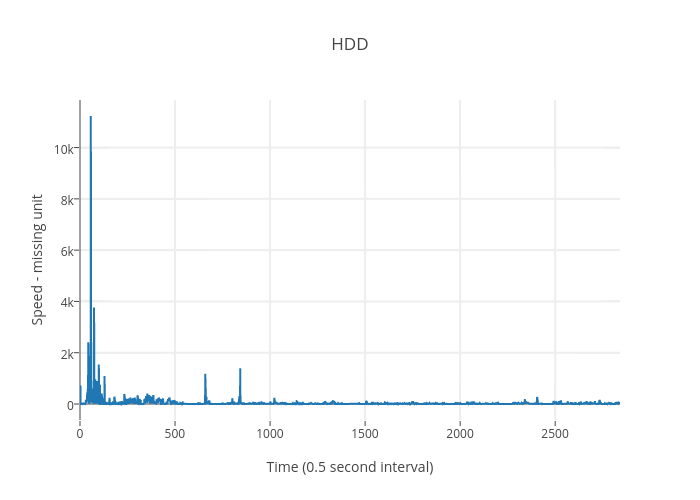 HDD
Speed - missing unit
10k
8k
6k
4k
2k
0
0 500 1000 1500 2000 2500
Time (0.5 second interval)